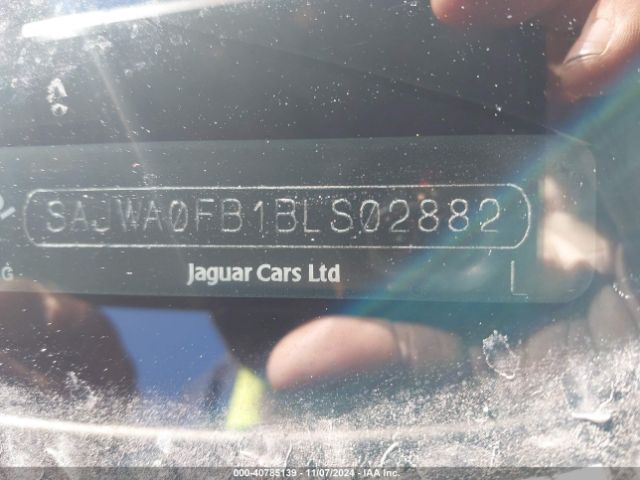 SAJWA0FB1BLS02882
G
Jaguar Cars Ltd
L
000-40785139 - 11/07/2024 - IAA Inc.